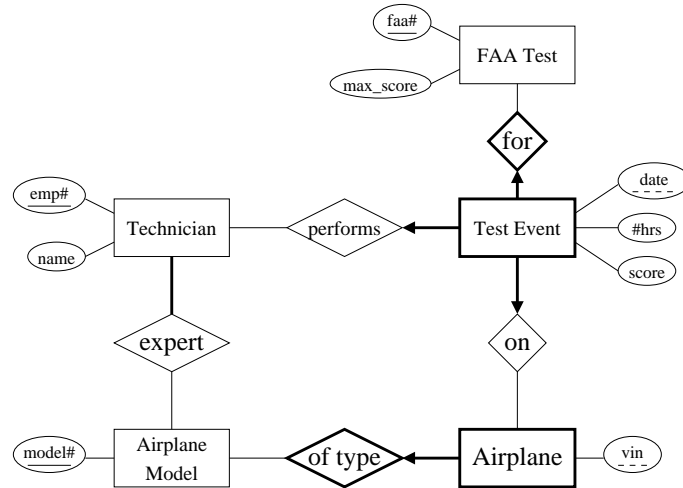 faa#
FAA Test
max_score
for
emp#
date
Technician
performs
Test Event
#hrs
name
score
expert
on
model#
Airplane
Model
of type
Airplane
vin